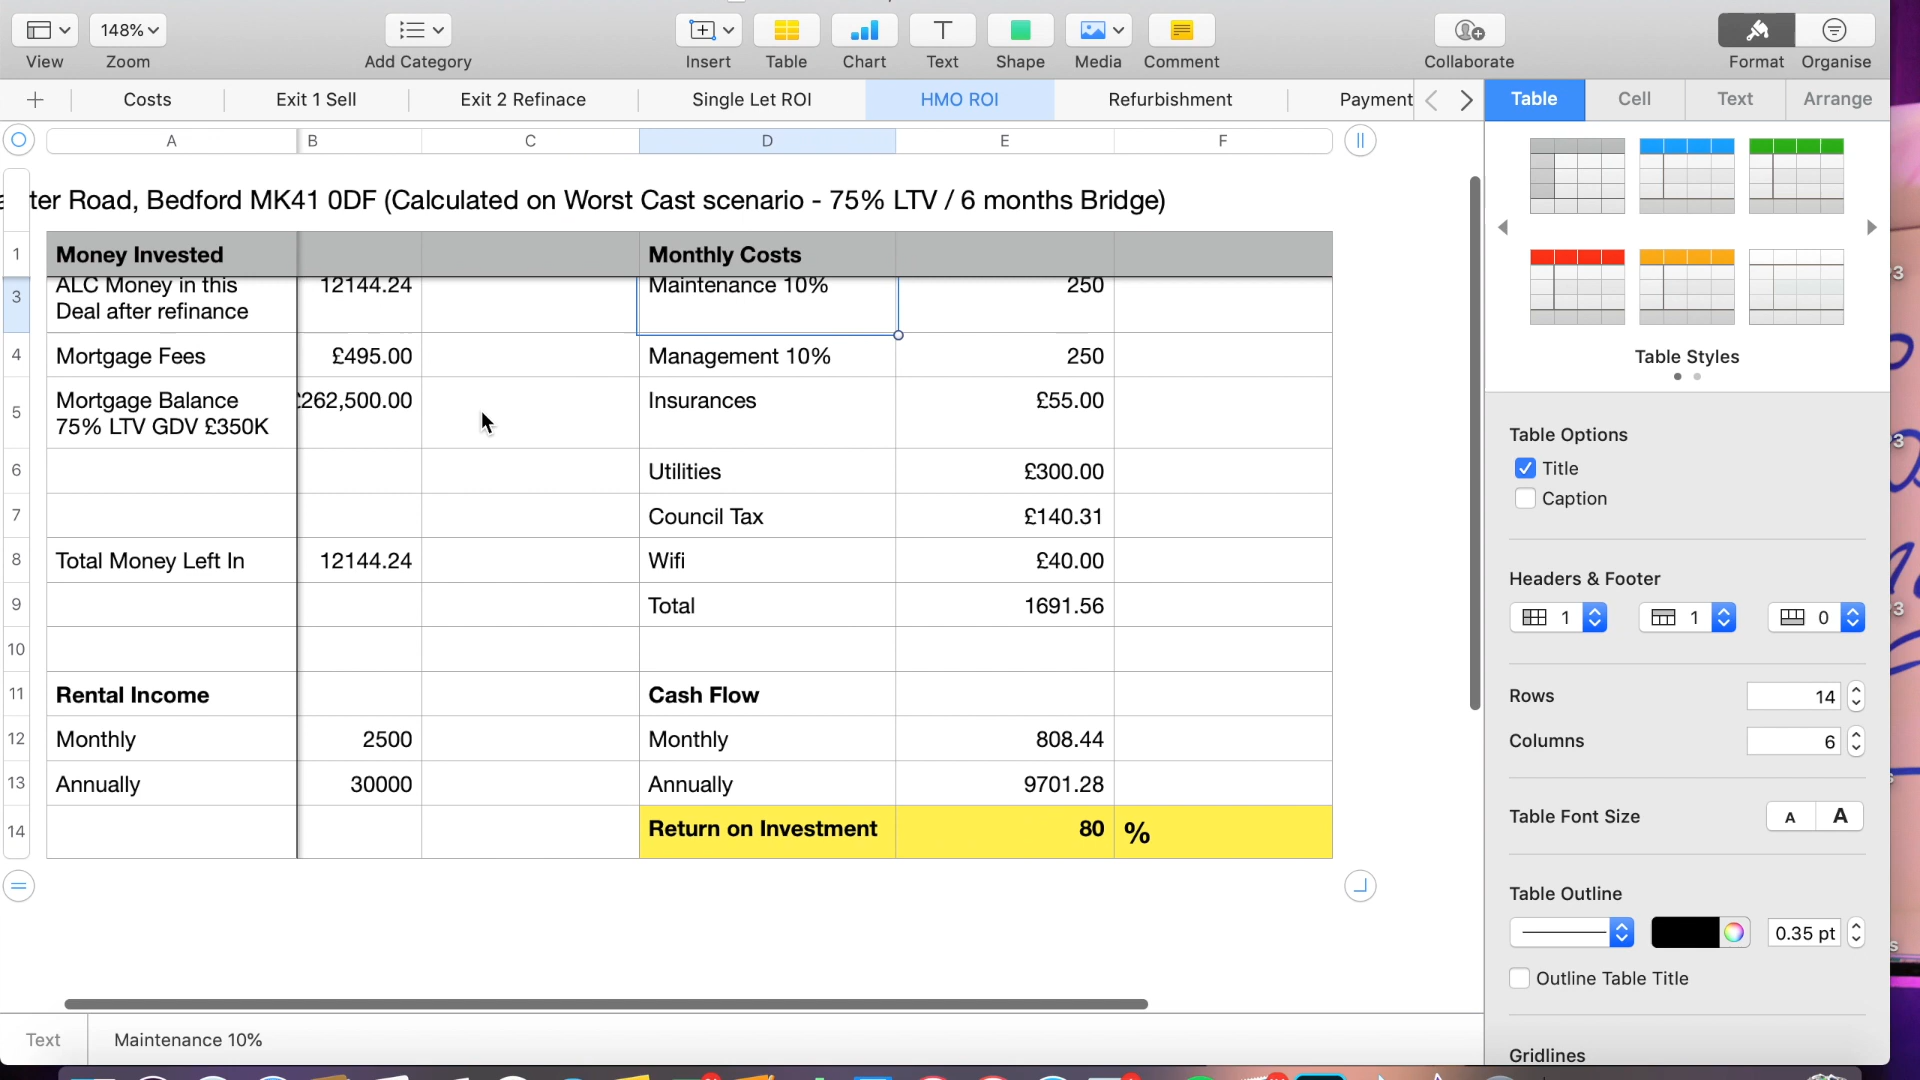 148%
View
Zoom
Add Category
Insert
Table
Chart
Text
Shape
Media
Comment
Collaborate
Format
Organise
Costs
Exit 1 Sell
Exit 2 Refinace
Single Let ROI
HMO ROI
Refurbishment
Payment
Table
Cell
Text
Arrange
A
B
C
D
E
F
ter Road, Bedford MK41 0DF (Calculated on Worst Cast scenario - 75% LTV / 6 months Bridge)
1
Money Invested
Monthly Costs
3
ALC Money in this
Deal after refinance
12144.24
Maintenance 10%
250
4
Mortgage Fees
£495.00
Management 10%
250
5
Mortgage Balance
75% LTV GDV £350K
262,500.00
Insurances
£55.00
6
Utilities
£300.00
7
Council Tax
£140.31
8
Total Money Left In
12144.24
Wifi
£40.00
9
Total
1691.56
10
11
Rental Income
Cash Flow
12
Monthly
2500
Monthly
808.44
13
Annually
30000
Annually
9701.28
14
Return on Investment
80
%
Text
Maintenance 10%
Table Styles
Table Options
Title
Caption
Headers & Footer
1
1
0
Rows
14
Columns
6
Table Font Size
A
A
Table Outline
0.35 pt
Outline Table Title
Gridlines